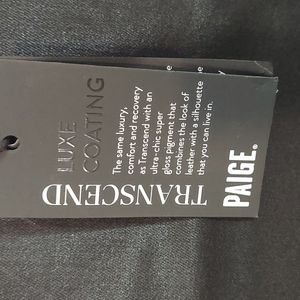 PAIGE.
TRANSCEND
LUXE
COATING
The same luxury,
comfort and recovery
as Transcend with an
ultra-chic super
gloss pigment that
combines the look of
leather with a silhouette
that you can live in.